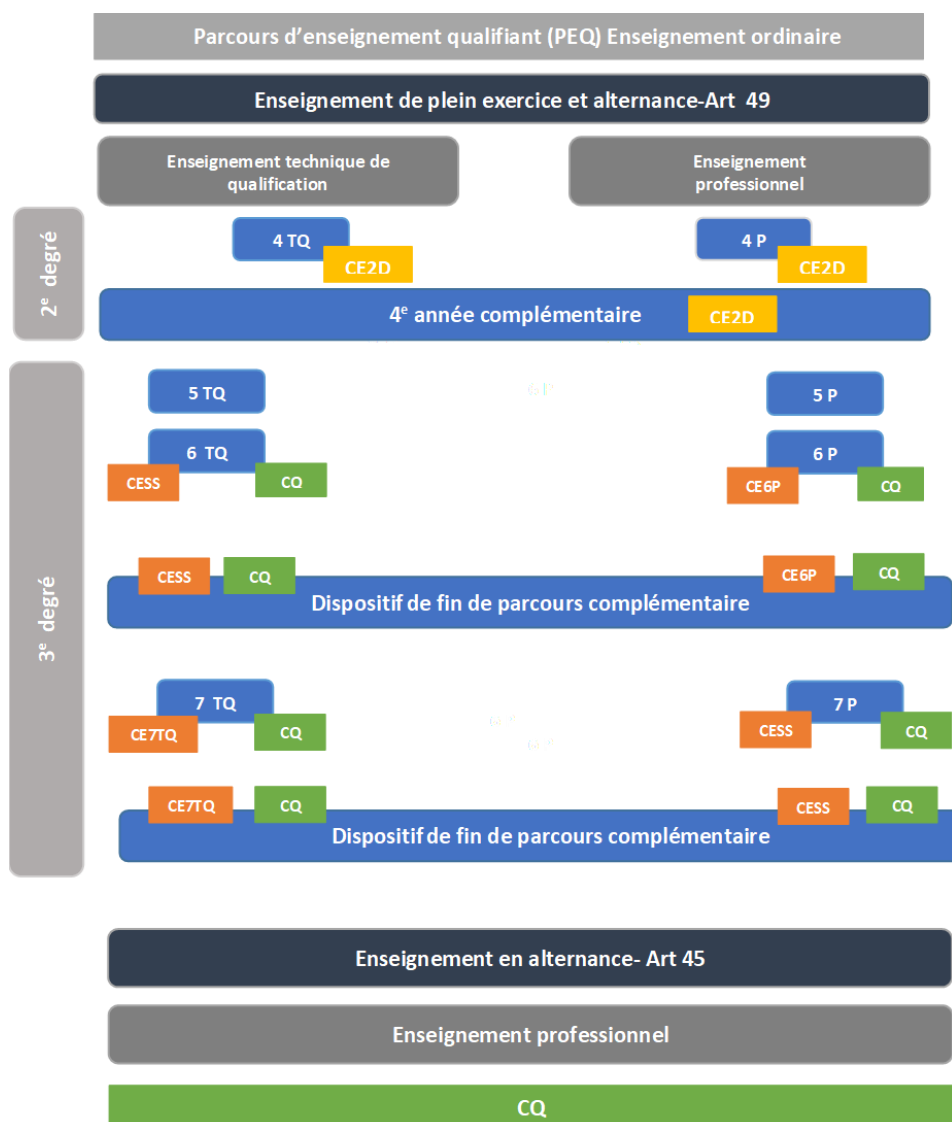 Parcours d'enseignement qualifiant (PEQ) Enseignement ordinaire
Enseignement de plein exercice et alternance-Art 49
Enseignement technique de
qualification
Enseignement
professionnel
2e degré
4 TQ
CE2D
4 P
CE2D
4e année complémentaire
CE2D
3e degré
5 TQ
5 P
6 TQ
CESS
CQ
6 P
CE6P
CQ
CESS
CQ
CE6P
CQ
Dispositif de fin de parcours complémentaire
7 TQ
CE7TQ
CQ
7 P
CESS
CQ
CE7TQ
CQ
CESS
CQ
Dispositif de fin de parcours complémentaire
Enseignement en alternance- Art 45
Enseignement professionnel
CQ